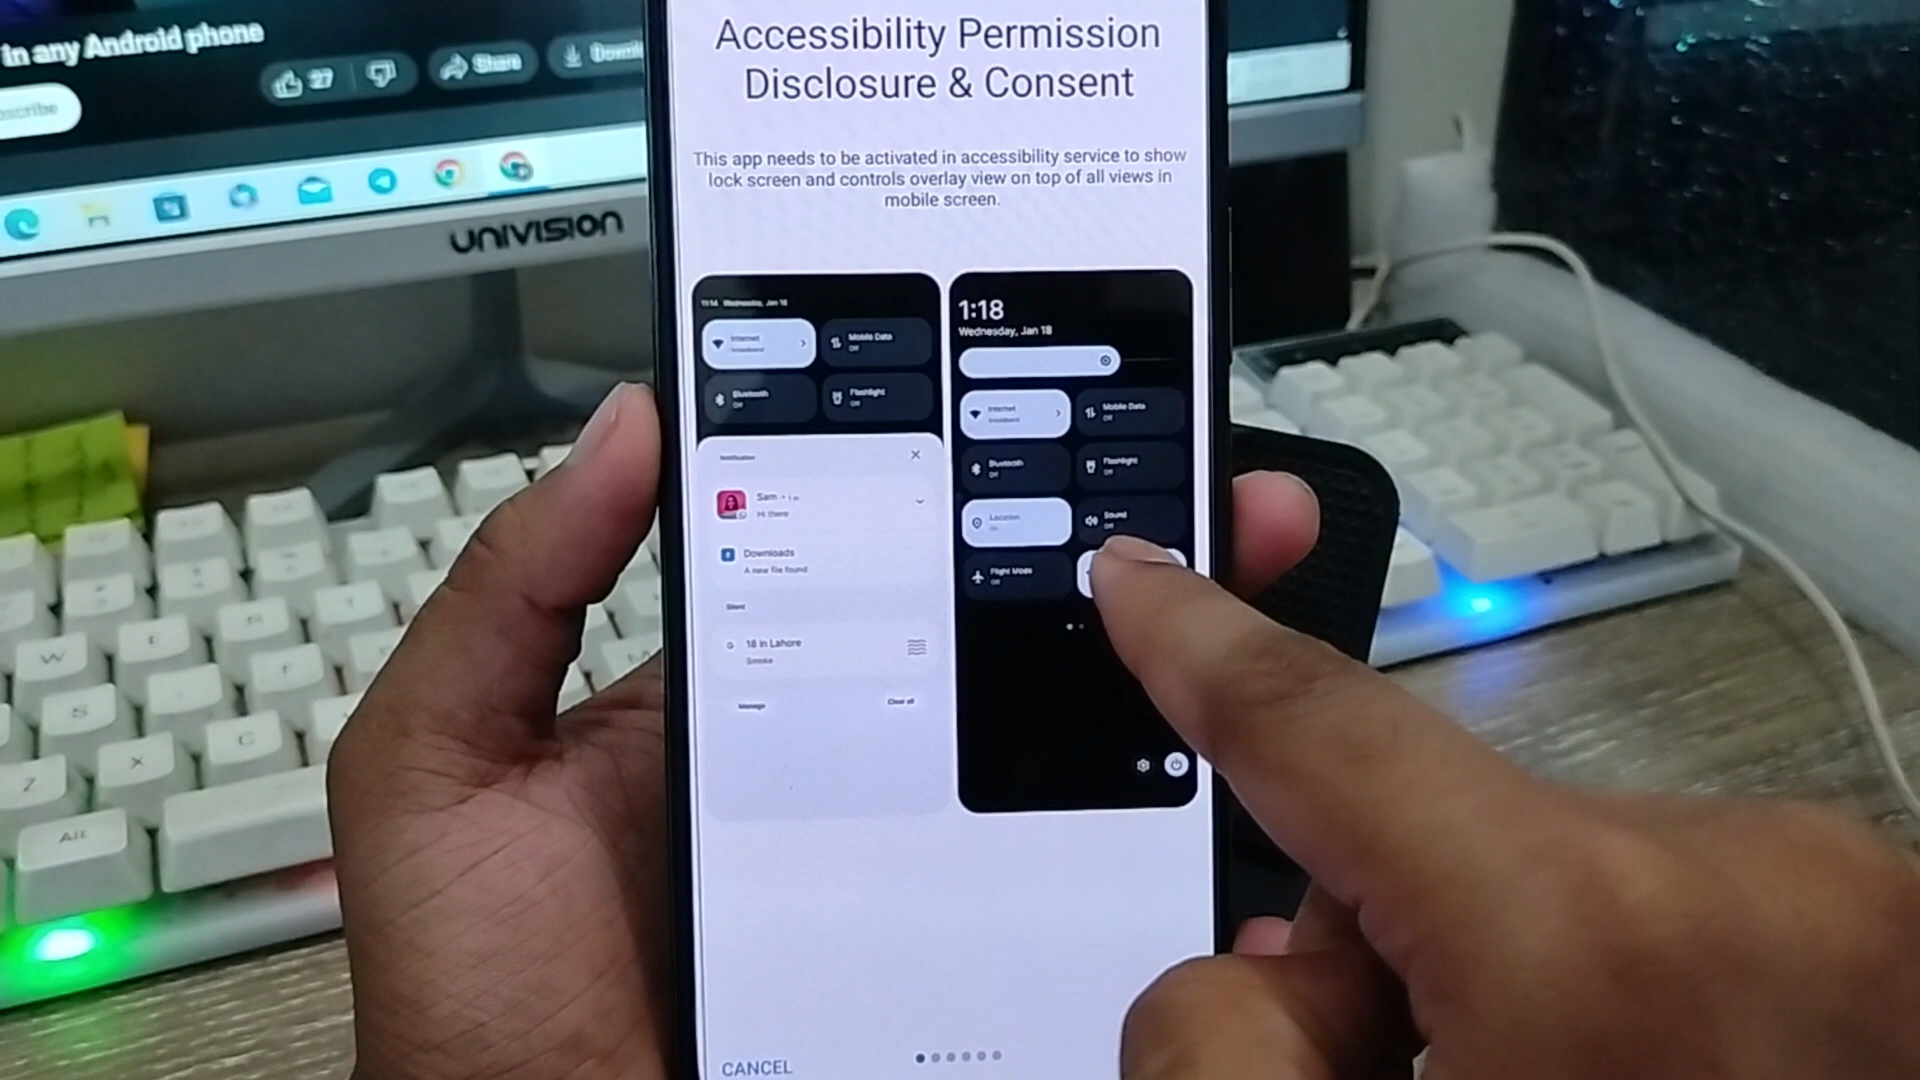 in any Android phone
27
Share
UNIVISION
Accessibility Permission
Disclosure & Consent
This app needs to be activated in accessibility service to show
lock screen and controls overlay view on top of all views in
mobile screen.
11:14 Wednesday, Jan 18
Internet
Mobile Data
Off
Bluetooth
Off
Flashlight
Off
Notification
Sam
Hi there
Downloads
A new file found
Silent
18 in Lahore
Smoke
Manage
Clear all
1:18
Wednesday, Jan 18
Internet
Mobile Data
Off
Bluetooth
Off
Flashlight
Off
Location
On
Sound
Off
Flight Mode
Off
CANCEL
W
S
Z
X
C
Alt